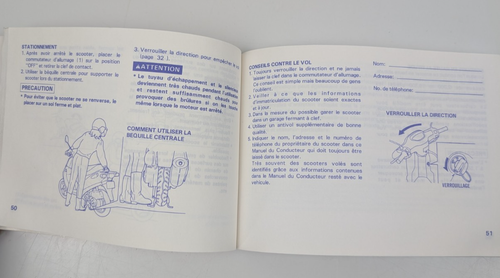 STATIONNEMENT
1. Après avoir arrêté le scooter, placer le
commutateur d'allumage (1) sur la position
"OFF" et retirer la clef de contact.
2. Utiliser la béquille centrale pour supporter le
scooter lors du stationnement.
PRECAUTION
• Pour éviter que le scooter ne se renverse, le
placer sur un sol ferme et plat.
50
3. Verrouiller la direction pour empêcher le vol
(page 32).
ATTENTION
• Le tuyau d'échappement et le silencieux
deviennent très chauds pendant l'utilisation
et restent suffisamment chauds pour
provoquer des brûlures si on les touche
même lorsque le moteur est arrêté.
COMMENT UTILISER LA
BEQUILLE CENTRALE
CONSEILS CONTRE LE VOL
1. Toujours verrouiller la direction et ne jamais
laisser la clef dans le commutateur d'allumage.
Ce conseil est simple mais beaucoup de gens
l'oublient.
2. Veiller à ce que les informations
d'immatriculation du scooter soient exactes
et à jour.
3. Dans la mesure du possible garer le scooter
dans un garage fermant à clef.
4. Utiliser un antivol supplémentaire de bonne
qualité.
5. Indiquer le nom, l'adresse et le numéro de
téléphone du propriétaire du scooter dans ce
Manuel du Conducteur qui doit toujours être
laissé dans le scooter.
Très souvent des scooters volés sont
identifiés grâce aux informations contenues
dans le Manuel du Conducteur resté avec le
véhicule.
Nom:
Adresse:
No. de téléphone:
VERROUILLER LA DIRECTION
VERROUILLAGE
51